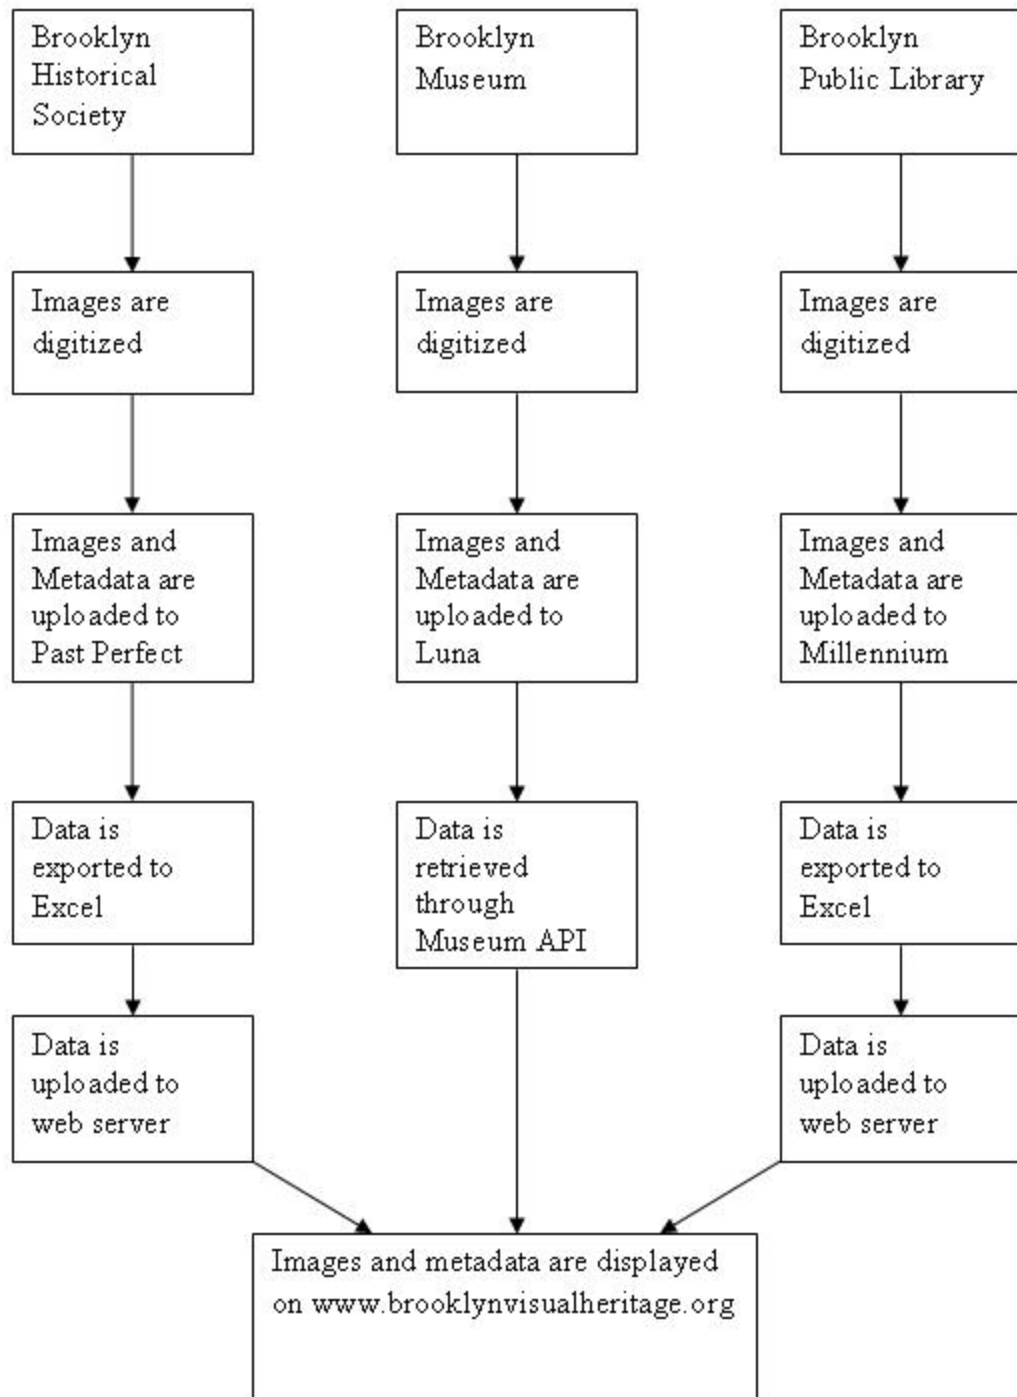 Brooklyn
Historical
Society
Brooklyn
Museum
Brooklyn
Public Library
Images are
digitized
Images are
digitized
Images are
digitized
Images and
Metadata are
uploaded to
Past Perfect
Images and
Metadata are
uploaded to
Luna
Images and
Metadata are
uploaded to
Millennium
Data is
exported to
Excel
Data is
retrieved
through
Museum API
Data is
exported to
Excel
Data is
uploaded to
web server
Data is
uploaded to
web server
Images and metadata are displayed
on www.brooklynvisualheritage.org